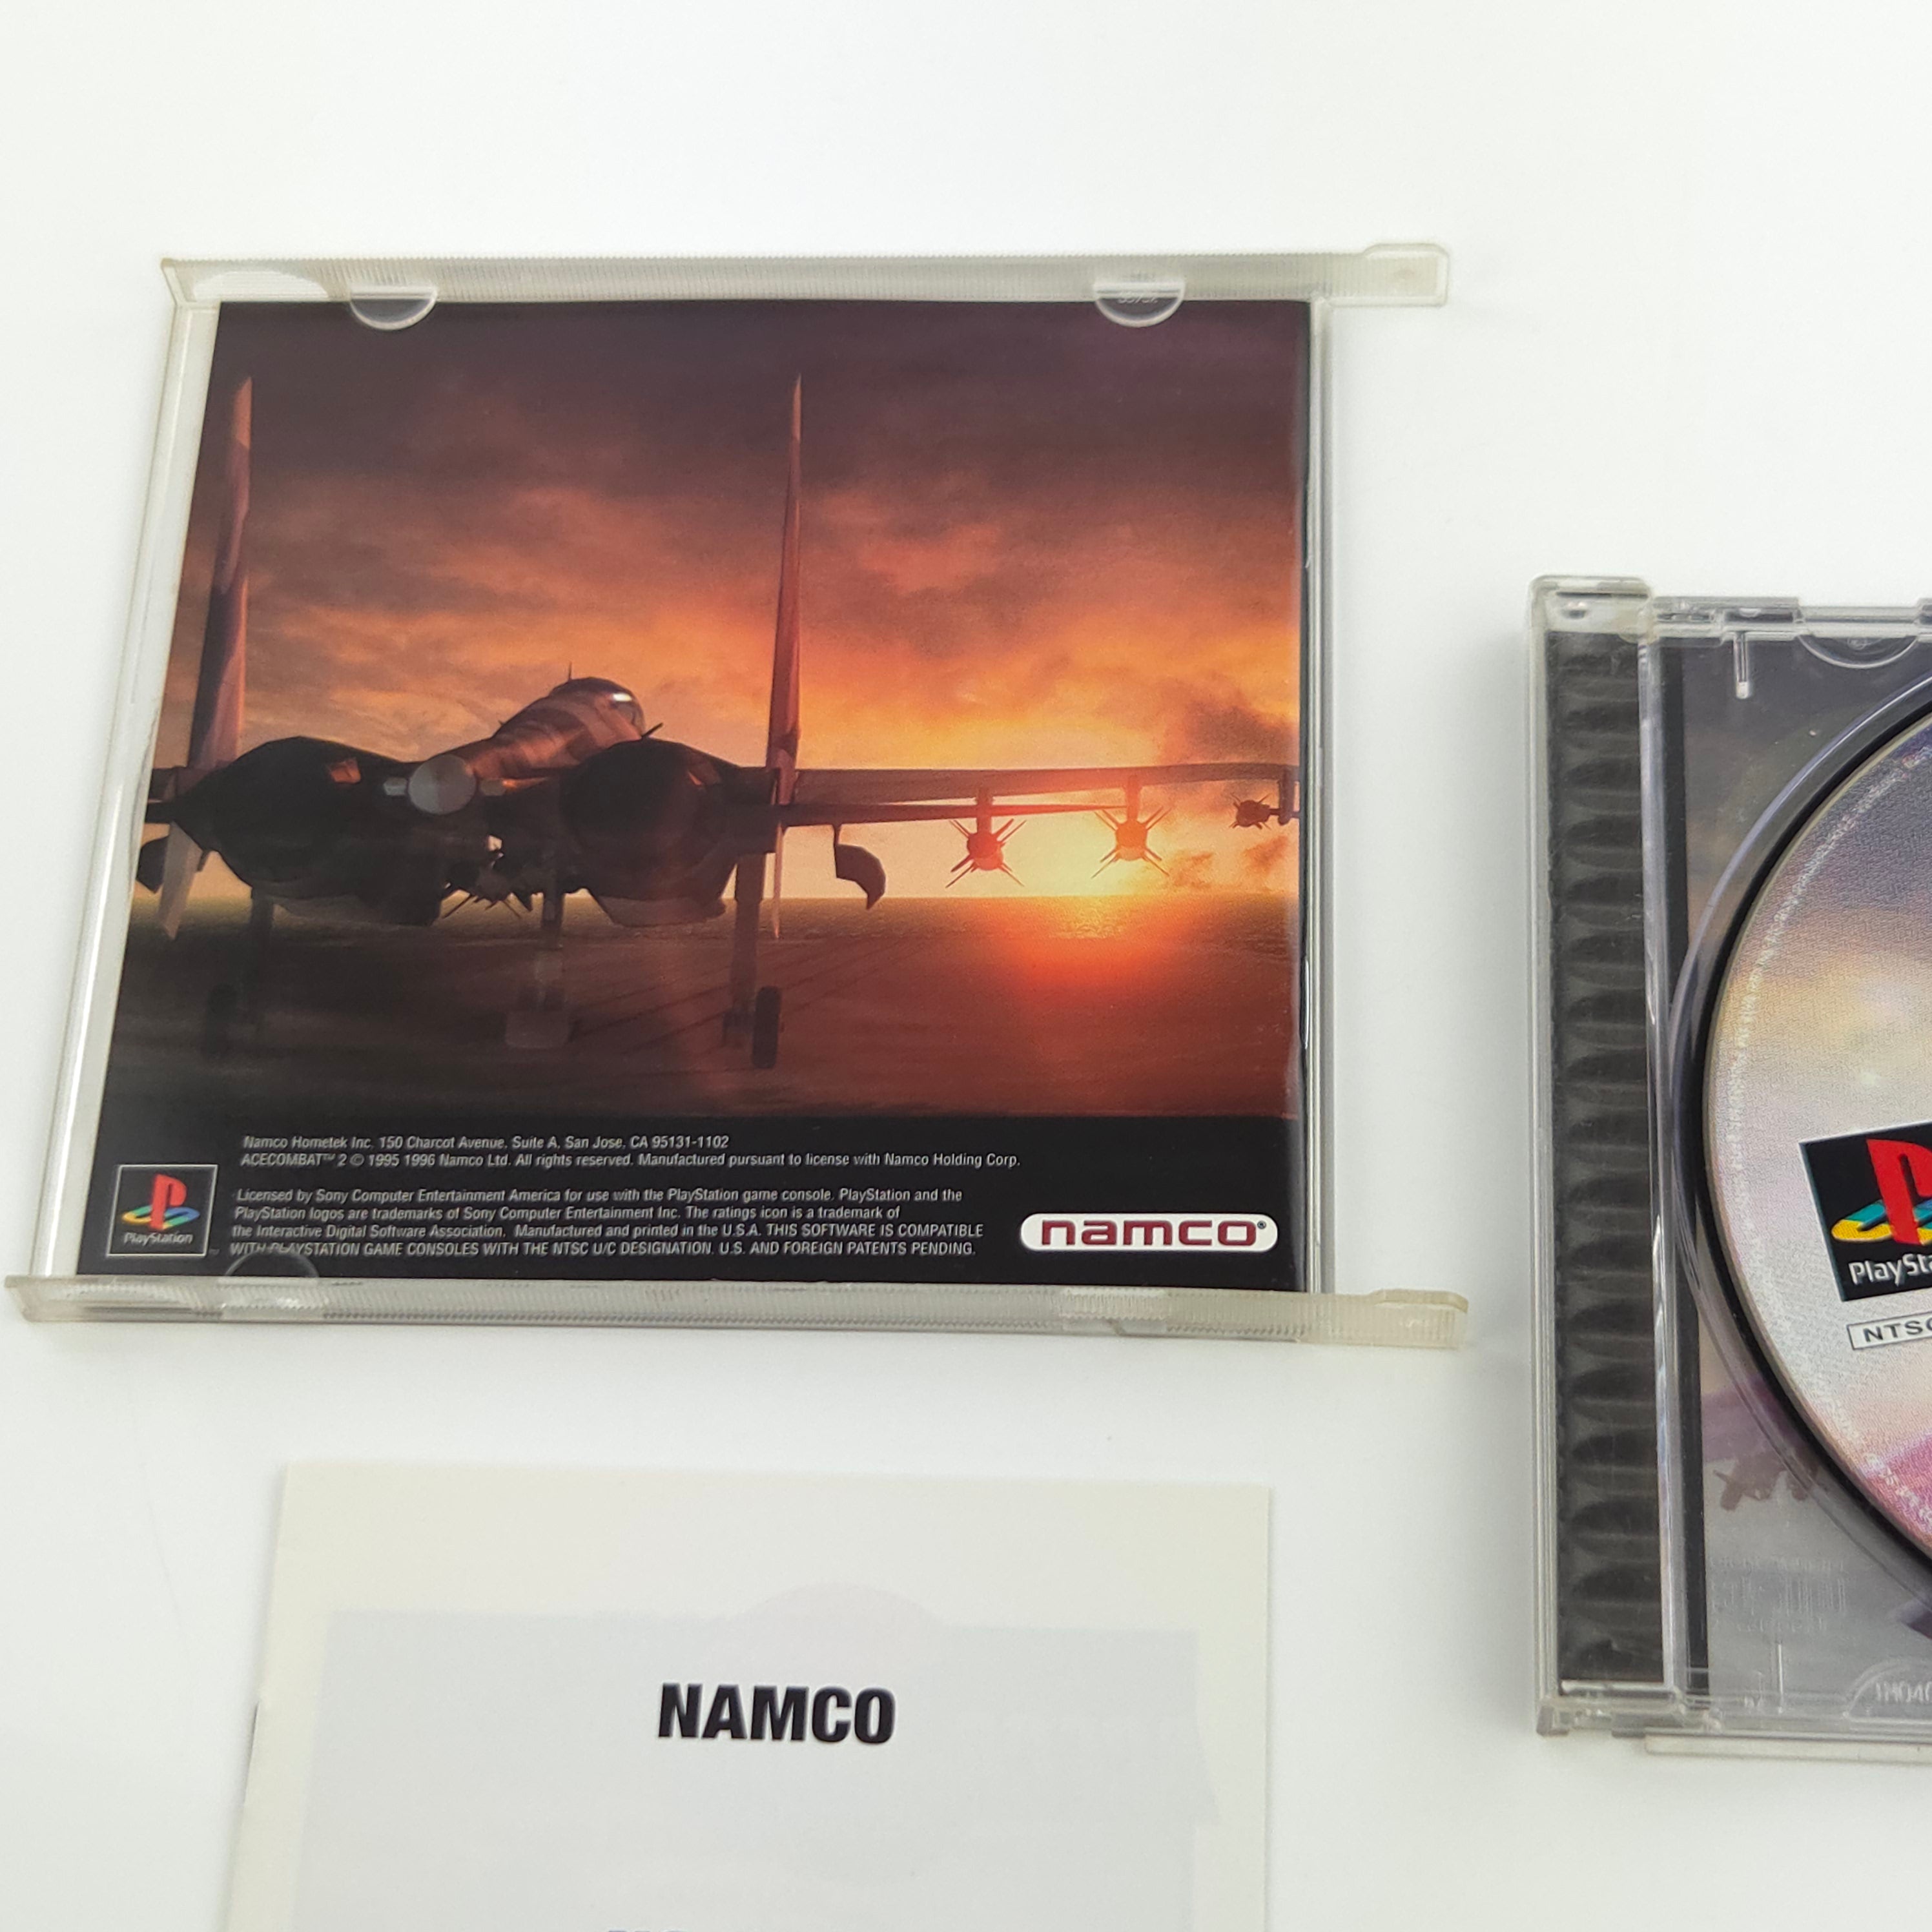 Namco Hometek Inc. 150 Charcot Avenue, Suite A, San Jose, CA 95131-1102
ACECOMBAT™ 2 © 1995 1996 Namco Ltd. All rights reserved. Manufactured pursuant to license with Namco Holding Corp.
Licensed by Sony Computer Entertainment America for use with the PlayStation game console. PlayStation and the
PlayStation logos are trademarks of Sony Computer Entertainment Inc. The ratings icon is a trademark of
the Interactive Digital Software Association. Manufactured and printed in the U.S.A. THIS SOFTWARE IS COMPATIBLE
WITH PLAYSTATION GAME CONSOLES WITH THE NTSC U/C DESIGNATION. U.S. AND FOREIGN PATENTS PENDING.
PlayStation
™
namco®
PlaySta
NTSC
NAMCO